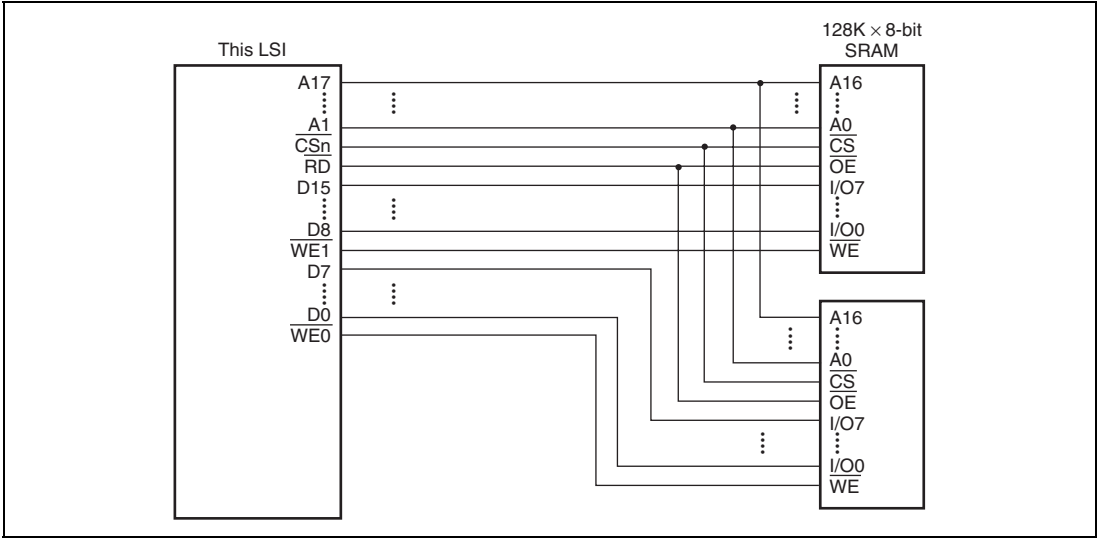 This LSI
A17
A1
CSn
RD
D15
D8
WE1
D7
D0
WE0
128K × 8-bit
SRAM
A16
A0
CS
OE
I/O7
I/O0
WE
A16
A0
CS
OE
I/O7
I/O0
WE